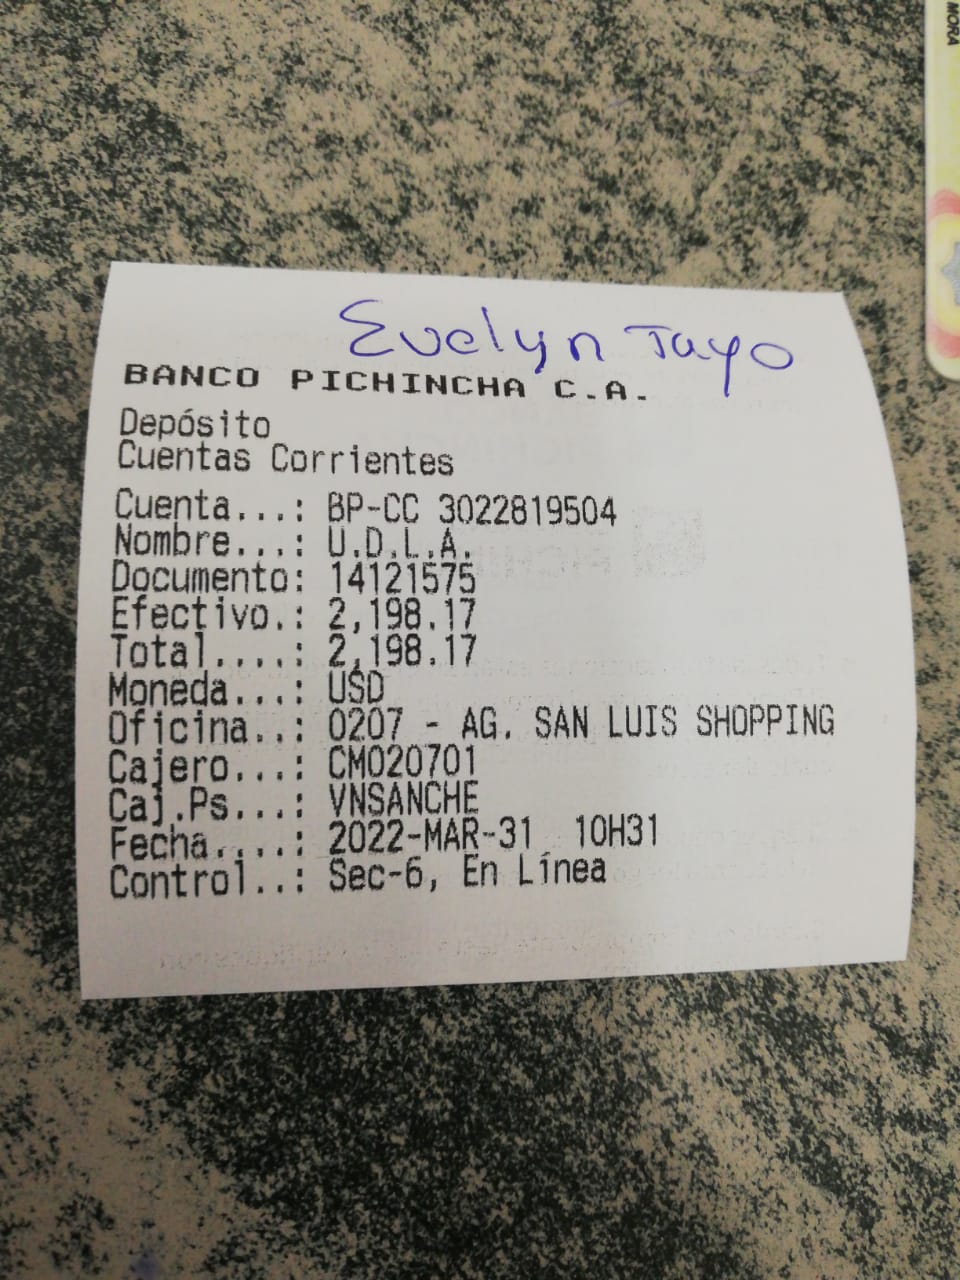 MORA
Evelyn Tayo
BANCO PICHINCHA C.A.
Depósito
Cuentas Corrientes
Cuenta...: BP-CC 3022819504
Nombre...: U.D.L.A.
Documento: 14121575
Efectivo.: 2,198.17
Total....: 2,198.17
Moneda...: USD
Oficina..: 0207 - AG. SAN LUIS SHOPPING
Cajero...: CM020701
Caj.Ps...: VNSANCHE
Fecha....: 2022-MAR-31 10H31
Control..: Sec-6, En Línea